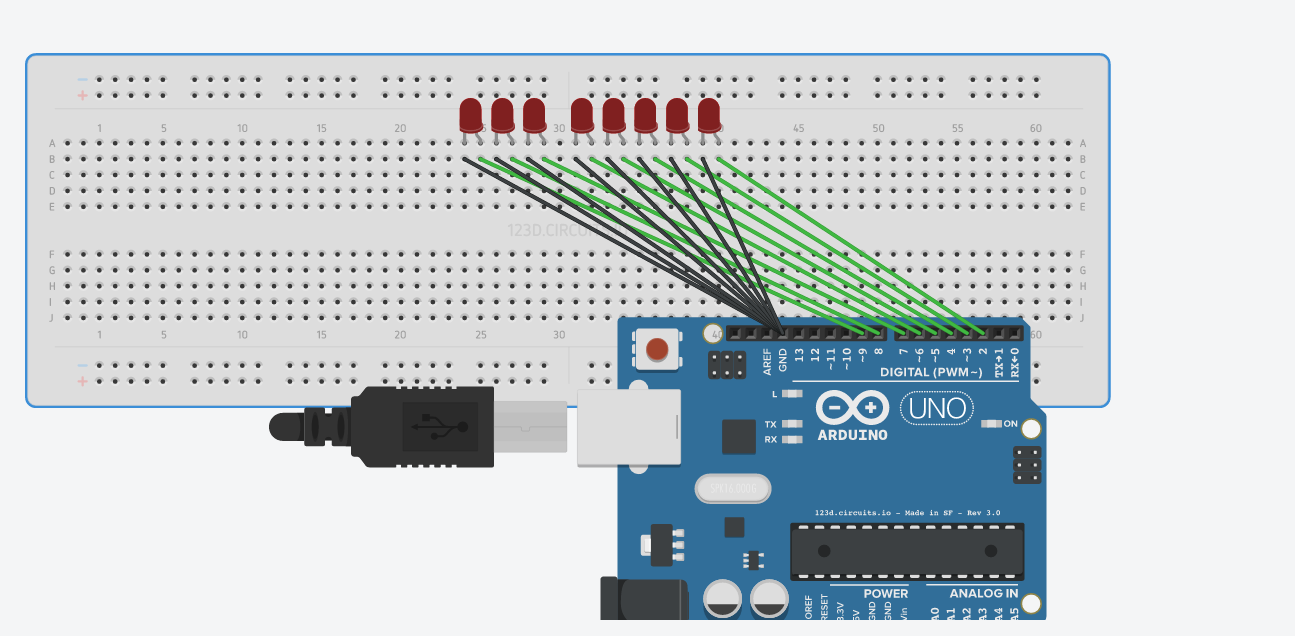 − −
+ +
1 5 10 15 20 25 30 40 45 50 55 60
A A
B B
C C
D D
E E
123D.CIRCU
F F
G G
H H
I I
J J
1 5 10 15 20 25 30 40 60
AREF GND 13 12 ~11 ~10 ~9 8 7 ~6 ~5 4 ~3 2 TX→1 RX←0
DIGITAL (PWM~)
− +
L
UNO
TX
RX
ON
ARDUINO
−
+
123d.circuits.io - Made in SF - Rev 3.0
POWER ANALOG IN
IOREF RESET 3.3V 5V GND GND Vin A0 A1 A2 A3 A4 A5